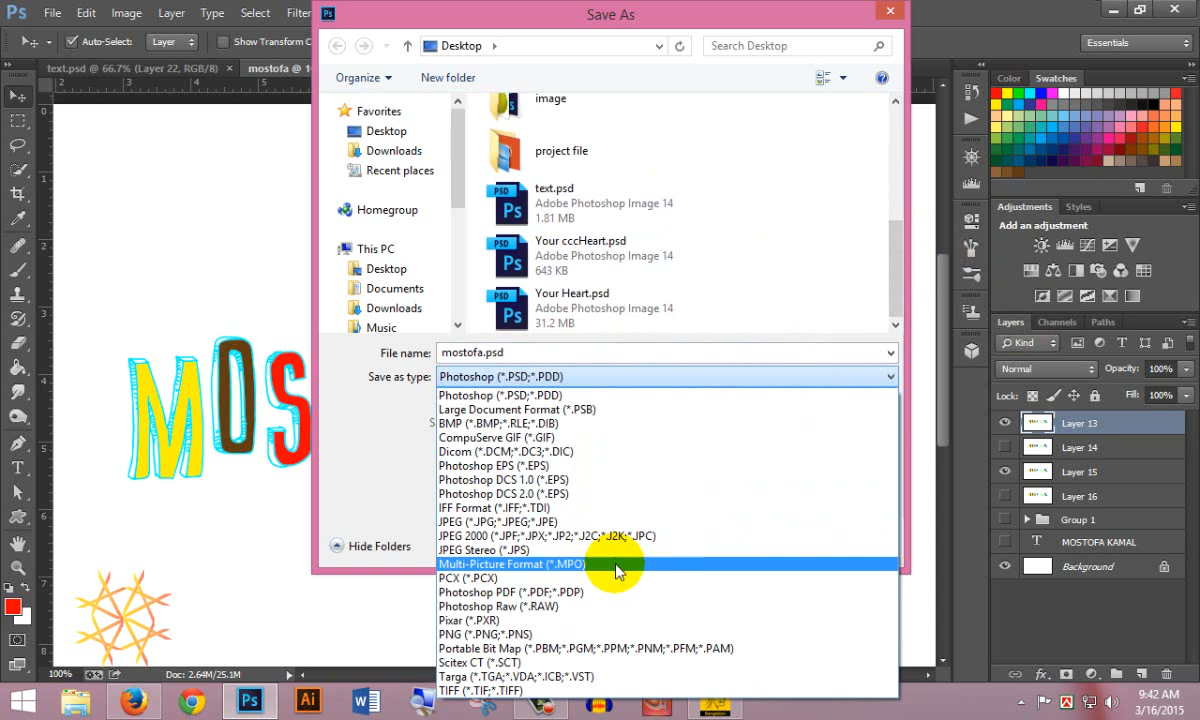 Ps File Edit Image Layer Type Select Filter
Save As
Auto-Select: Layer Show Transform C
Desktop
Search Desktop
Essentials
text.psd @ 66.7% (Layer 22, RGB/8) ×
mostofa @ 1
Organize
New folder
Color Swatches
Favorites
Desktop
Downloads
Recent places
Homegroup
This PC
Desktop
Documents
Downloads
Music
image
project file
text.psd
Adobe Photoshop Image 14
1.81 MB
Your cccHeart.psd
Adobe Photoshop Image 14
643 KB
Your Heart.psd
Adobe Photoshop Image 14
31.2 MB
Adjustments Styles
Add an adjustment
Layers Channels Paths
Kind
Normal Opacity: 100%
Lock: Fill: 100%
Layer 13
Layer 14
Layer 15
Layer 16
Group 1
MOSTOFA KAMAL
Background
File name: mostofa.psd
Save as type: Photoshop (*.PSD;*.PDD)
Photoshop (*.PSD;*.PDD)
Large Document Format (*.PSB)
BMP (*.BMP;*.RLE;*.DIB)
CompuServe GIF (*.GIF)
Dicom (*.DCM;*.DC3;*.DIC)
Photoshop EPS (*.EPS)
Photoshop DCS 1.0 (*.EPS)
Photoshop DCS 2.0 (*.EPS)
IFF Format (*.IFF;*.TDI)
JPEG (*.JPG;*.JPEG;*.JPE)
JPEG 2000 (*.JPF;*.JPX;*.JP2;*.J2C;*.J2K;*.JPC)
JPEG Stereo (*.JPS)
Multi-Picture Format (*.MPO)
PCX (*.PCX)
Photoshop PDF (*.PDF;*.PDP)
Photoshop Raw (*.RAW)
Pixar (*.PXR)
PNG (*.PNG;*.PNS)
Portable Bit Map (*.PBM;*.PGM;*.PPM;*.PNM;*.PFM;*.PAM)
Scitex CT (*.SCT)
Targa (*.TGA;*.VDA;*.ICB;*.VST)
TIFF (*.TIF;*.TIFF)
Hide Folders
MOS
100% Doc: 2.64M/25.1M
9:42 AM
3/16/2015